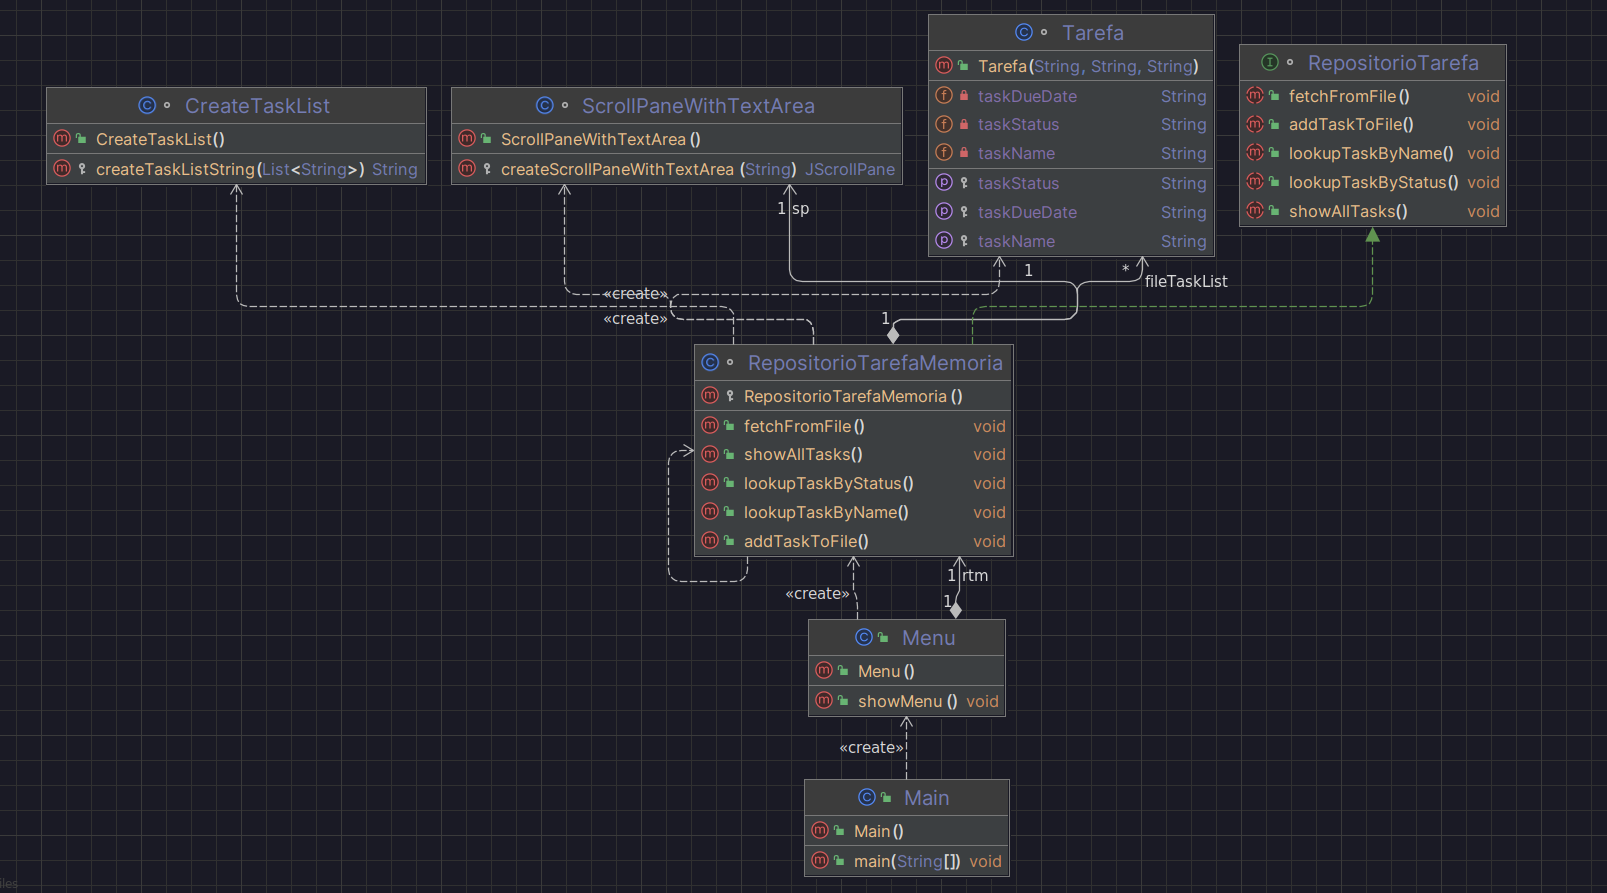 Tarefa
Tarefa(String, String, String)
taskDueDate String
taskStatus String
taskName String
taskStatus String
taskDueDate String
taskName String
RepositorioTarefa
fetchFromFile() void
addTaskToFile() void
lookupTaskByName() void
lookupTaskByStatus() void
showAllTasks() void
CreateTaskList
CreateTaskList()
createTaskListString(List<String>) String
ScrollPaneWithTextArea
ScrollPaneWithTextArea()
createScrollPaneWithTextArea(String) JScrollPane
1 sp
1
*
fileTaskList
«create»
«create»
1
RepositorioTarefaMemoria
RepositorioTarefaMemoria()
fetchFromFile() void
showAllTasks() void
lookupTaskByStatus() void
lookupTaskByName() void
addTaskToFile() void
1 rtm
«create»
1
Menu
Menu()
showMenu() void
«create»
Main
Main()
main(String[]) void